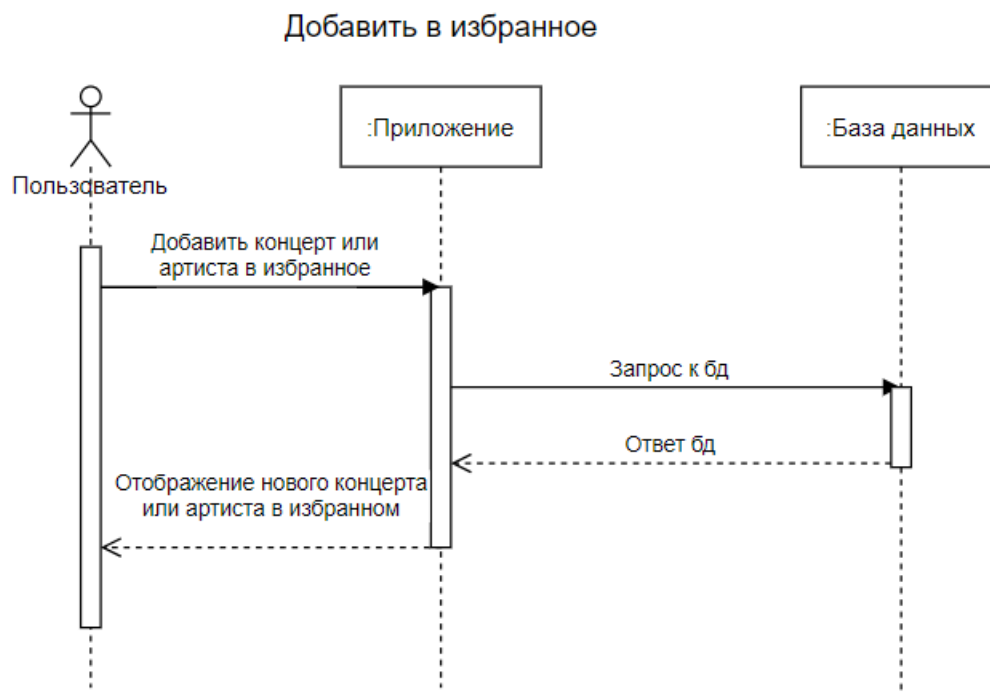 Добавить в избранное
:Приложение
:База данных
Пользователь
Добавить концерт или
артиста в избранное
Запрос к бд
Ответ бд
Отображение нового концерта
или артиста в избранном